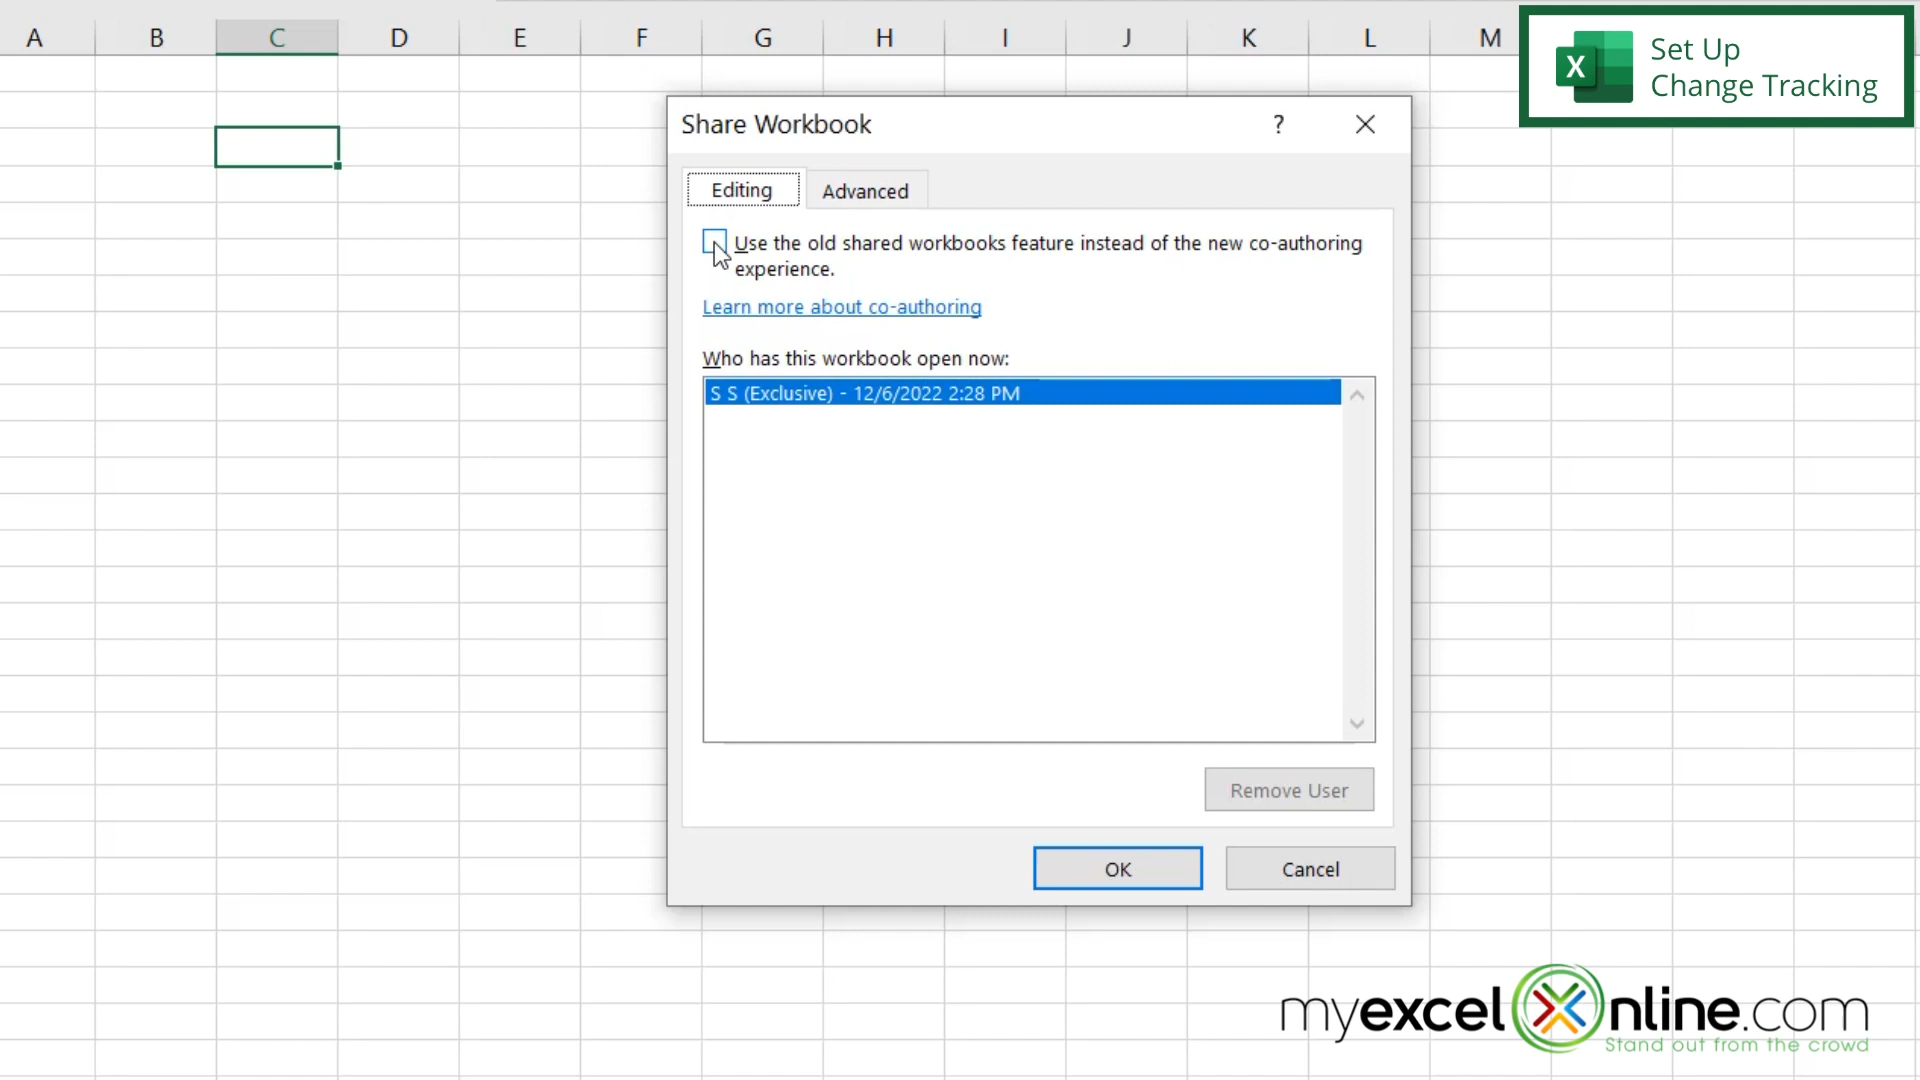 A B C D E F G H I J K L M
X
Set Up
Change Tracking
Share Workbook ?
Editing Advanced
Use the old shared workbooks feature instead of the new co-authoring
experience.
Learn more about co-authoring
Who has this workbook open now:
S S (Exclusive) - 12/6/2022 2:28 PM
Remove User
OK Cancel
myexcelXnline.com
Stand out from the crowd